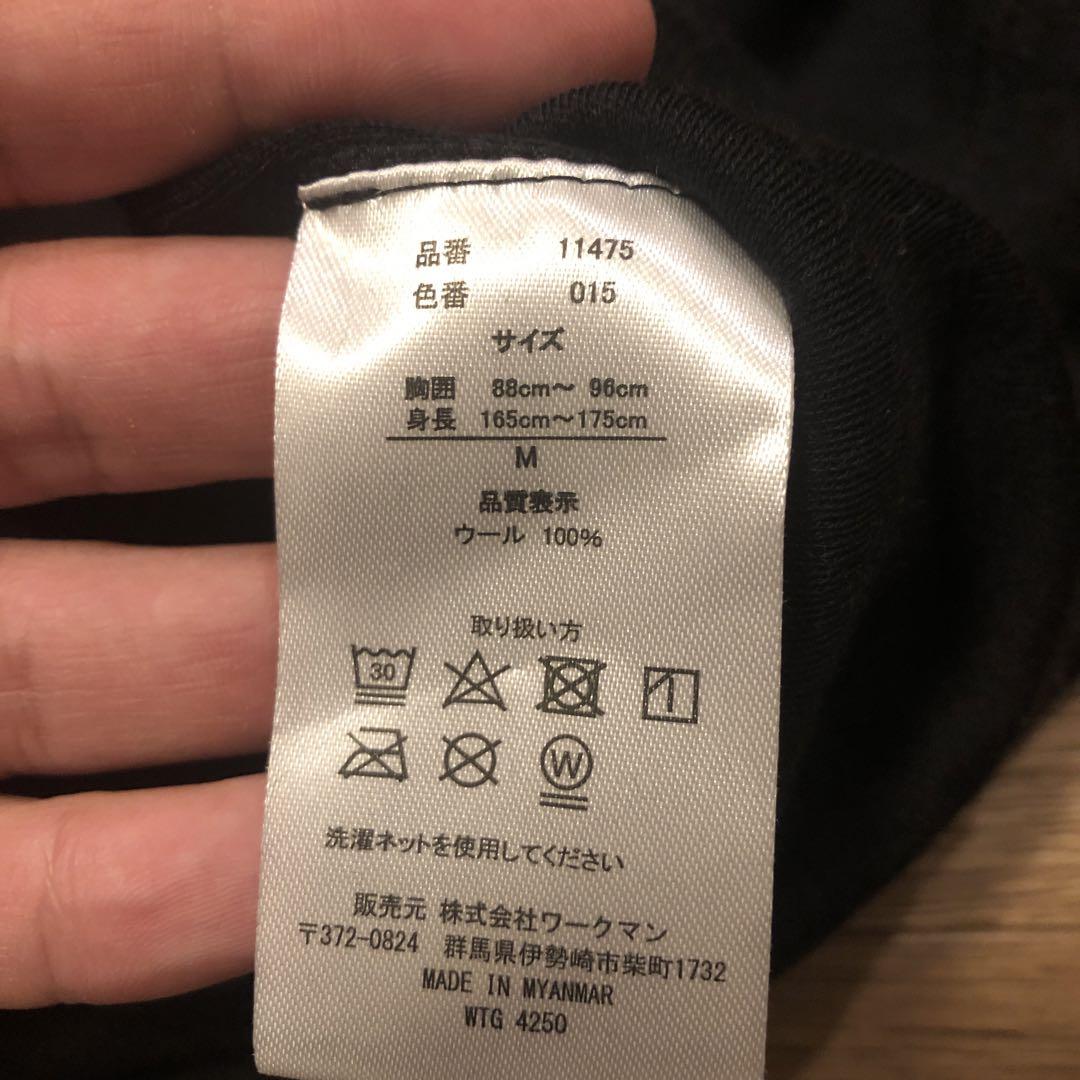 品番 11475
色番 015
サイズ
胸囲 88cm〜 96cm
身長 165cm〜175cm
M
品質表示
ウール 100%
取り扱い方
30
W
洗濯ネットを使用してください
販売元 株式会社ワークマン
〒372-0824 群馬県伊勢崎市柴町1732
MADE IN MYANMAR
WTG 4250